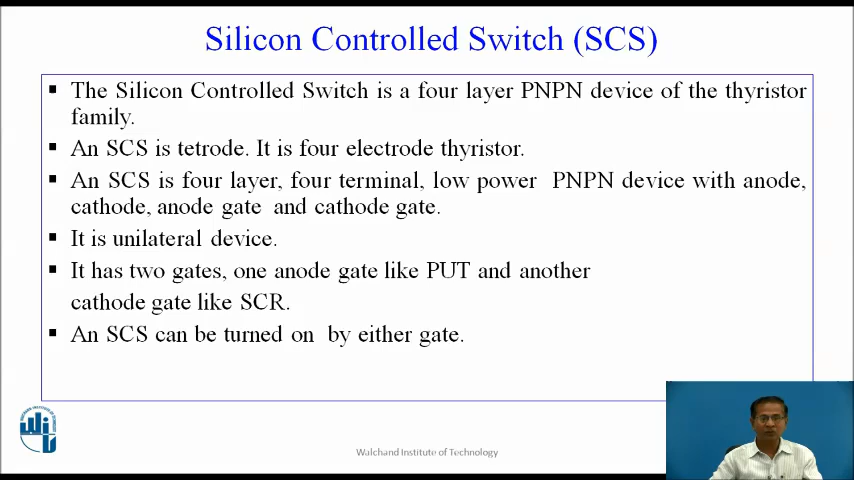 Silicon Controlled Switch (SCS)
▪ The Silicon Controlled Switch is a four layer PNPN device of the thyristor
family.
▪ An SCS is tetrode. It is four electrode thyristor.
▪ An SCS is four layer, four terminal, low power PNPN device with anode,
cathode, anode gate and cathode gate.
▪ It is unilateral device.
▪ It has two gates, one anode gate like PUT and another
cathode gate like SCR.
▪ An SCS can be turned on by either gate.
Walchand Institute of Technology